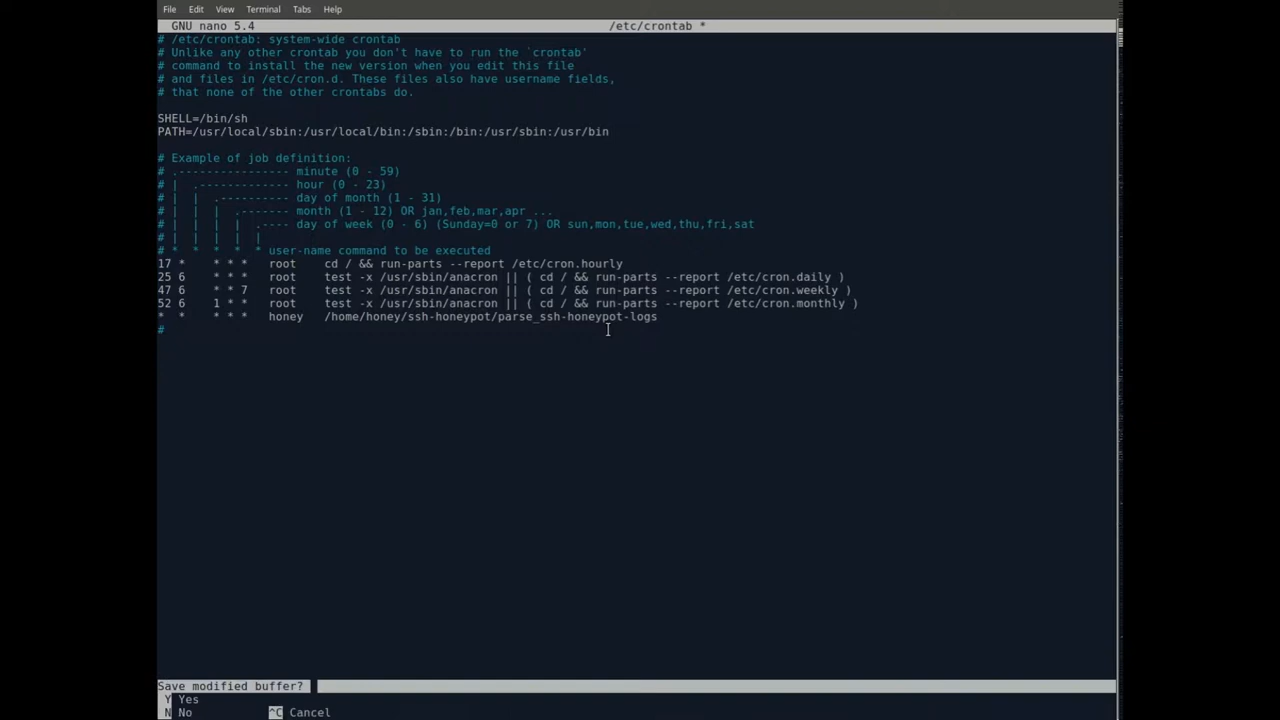 File Edit View Terminal Tabs Help
GNU nano 5.4 /etc/crontab *
# /etc/crontab: system-wide crontab
# Unlike any other crontab you don't have to run the `crontab'
# command to install the new version when you edit this file
# and files in /etc/cron.d. These files also have username fields,
# that none of the other crontabs do.
SHELL=/bin/sh
PATH=/usr/local/sbin:/usr/local/bin:/sbin:/bin:/usr/sbin:/usr/bin
# Example of job definition:
# .---------------- minute (0 - 59)
# | .------------- hour (0 - 23)
# | | .---------- day of month (1 - 31)
# | | | .------- month (1 - 12) OR jan,feb,mar,apr ...
# | | | | .---- day of week (0 - 6) (Sunday=0 or 7) OR sun,mon,tue,wed,thu,fri,sat
# | | | | |
# * * * * * user-name command to be executed
17 * * * * root cd / && run-parts --report /etc/cron.hourly
25 6 * * * root test -x /usr/sbin/anacron || ( cd / && run-parts --report /etc/cron.daily )
47 6 * * 7 root test -x /usr/sbin/anacron || ( cd / && run-parts --report /etc/cron.weekly )
52 6 1 * * root test -x /usr/sbin/anacron || ( cd / && run-parts --report /etc/cron.monthly )
* * * * * honey /home/honey/ssh-honeypot/parse_ssh-honeypot-logs
#
Save modified buffer?
Y Yes
N No ^C Cancel